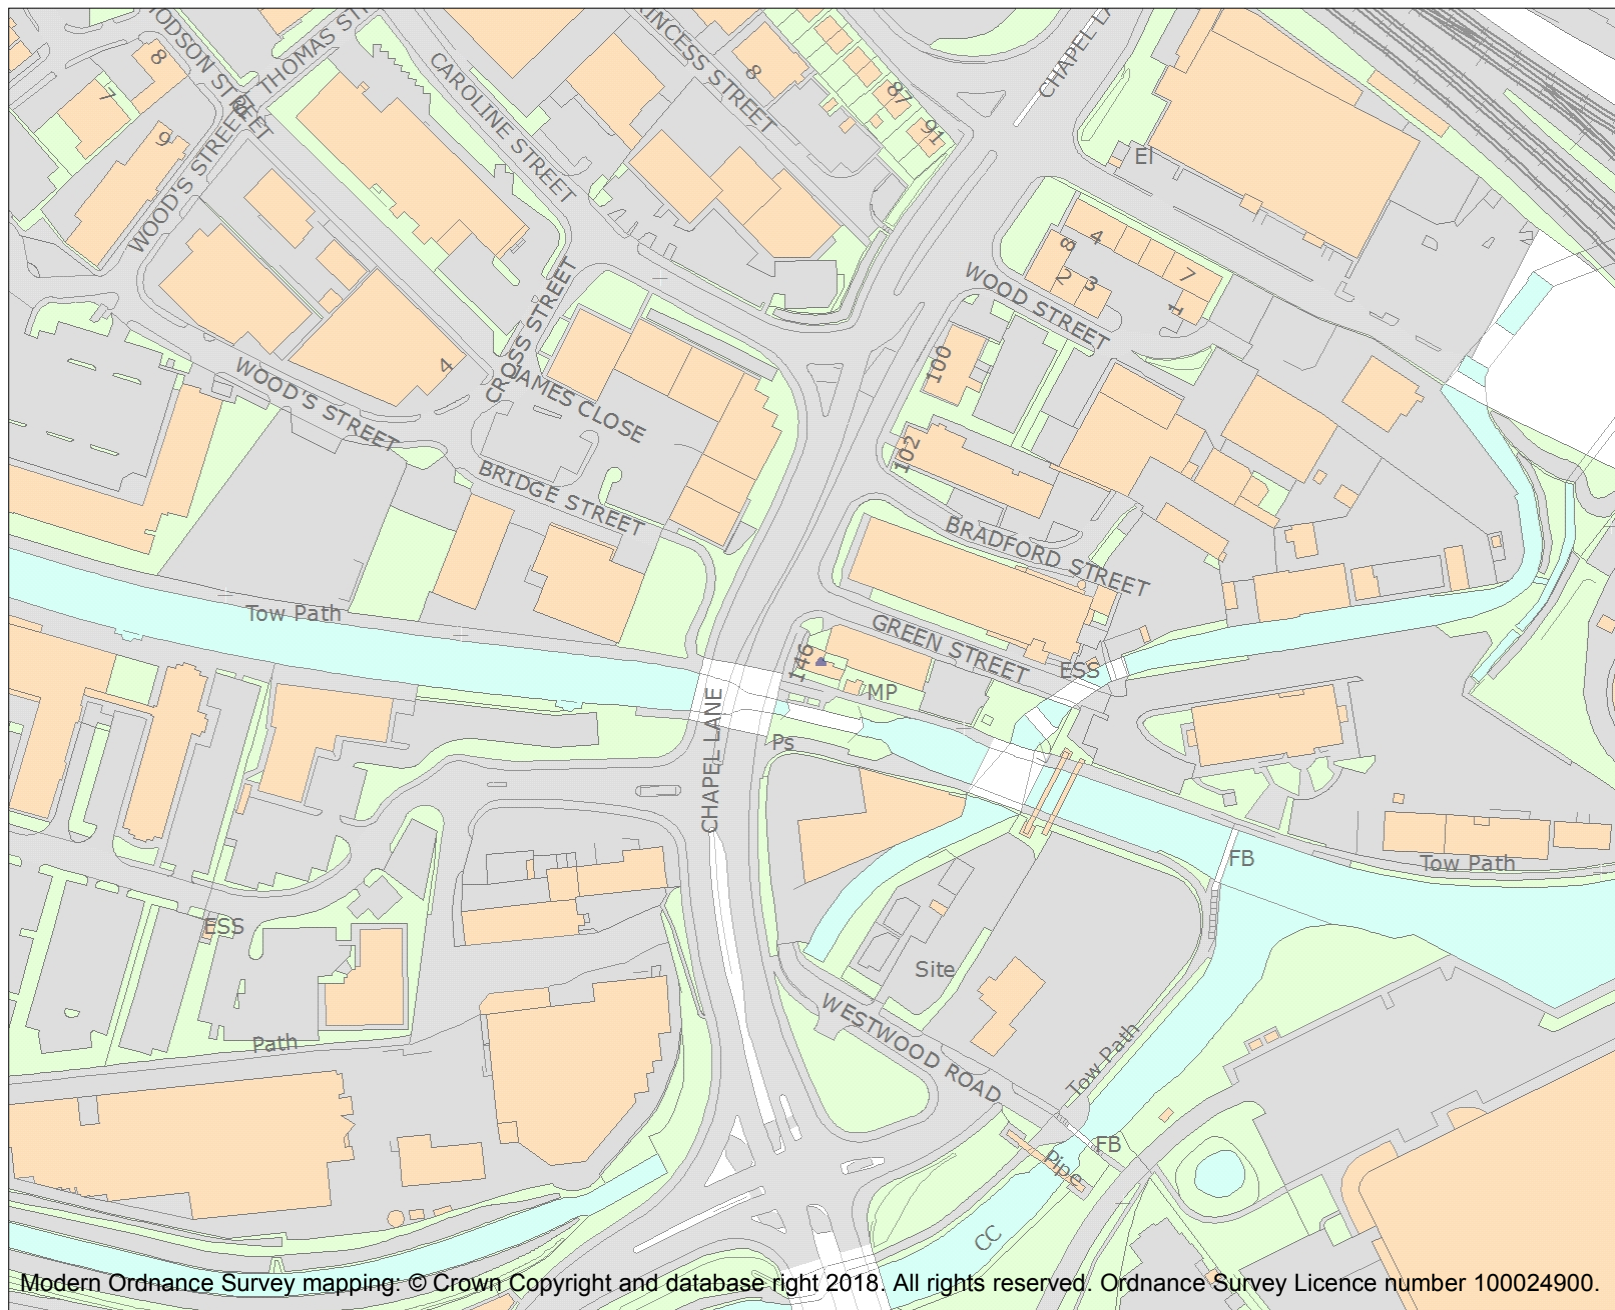 HODSON STREET
THOMAS ST
CAROLINE STREET
PRINCESS STREET
CHAPEL LA
8
7
9
8
87
91
WOOD'S STREET
El
WOOD STREET
8
4
2
3
7
1
CROSS STREET
JAMES CLOSE
4
WOOD'S STREET
BRIDGE STREET
100
102
BRADFORD STREET
Tow Path
GREEN STREET
146
MP
ESS
CHAPEL LANE
Ps
FB
Tow Path
ESS
Site
Path
WESTWOOD ROAD
Tow Path
FB
Pipe
CC
Modern Ordnance Survey mapping: © Crown Copyright and database right 2018. All rights reserved. Ordnance Survey Licence number 100024900.